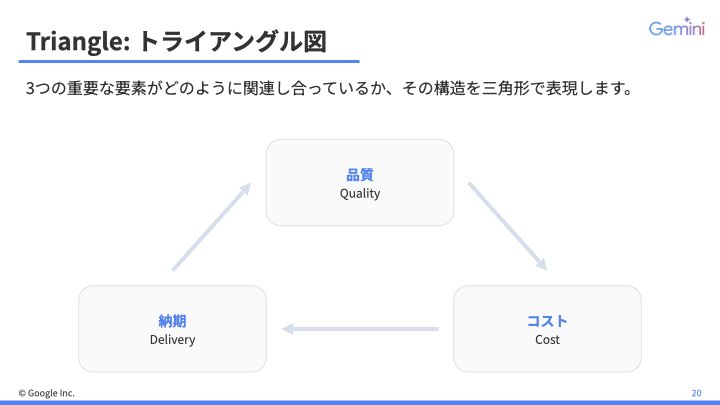 Triangle: トライアングル図
Gemini
3つの重要な要素がどのように関連し合っているか、その構造を三角形で表現します。
品質
Quality
納期
Delivery
コスト
Cost
© Google Inc.
20